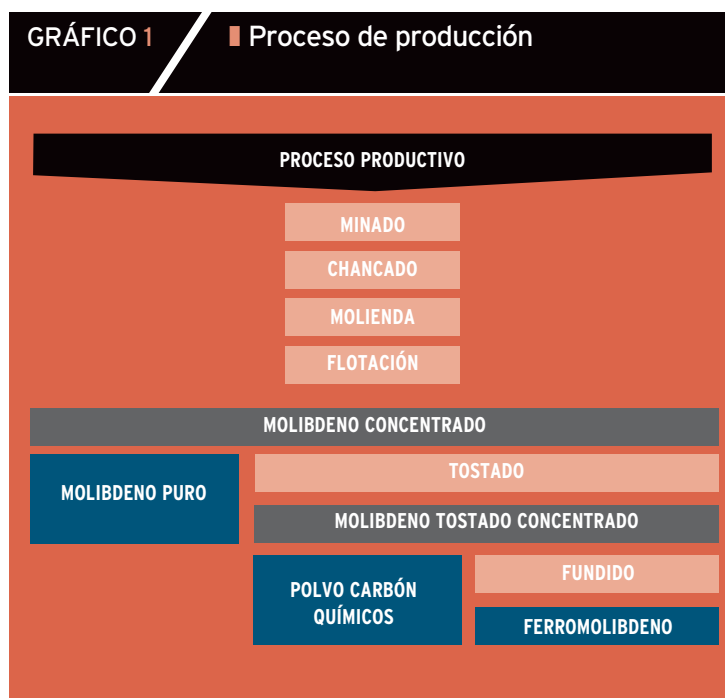 GRÁFICO 1
Proceso de producción
PROCESO PRODUCTIVO
MINADO
CHANCADO
MOLIENDA
FLOTACIÓN
MOLIBDENO CONCENTRADO
MOLIBDENO PURO
TOSTADO
MOLIBDENO TOSTADO CONCENTRADO
POLVO CARBÓN
QUÍMICOS
FUNDIDO
FERROMOLIBDENO